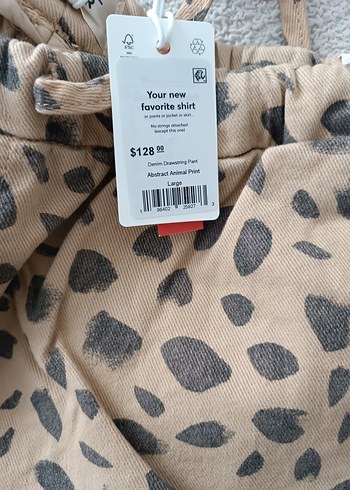 FSC
Your new
favorite shirt
or pants or jacket or skirt...
No strings attached
(except this one)
$128.00
Denim Drawstring Pant
Abstract Animal Print
Large